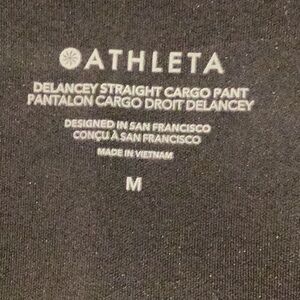 ATHLETA
DELANCEY STRAIGHT CARGO PANT
PANTALON CARGO DROIT DELANCEY
DESIGNED IN SAN FRANCISCO
CONÇU À SAN FRANCISCO
MADE IN VIETNAM
M